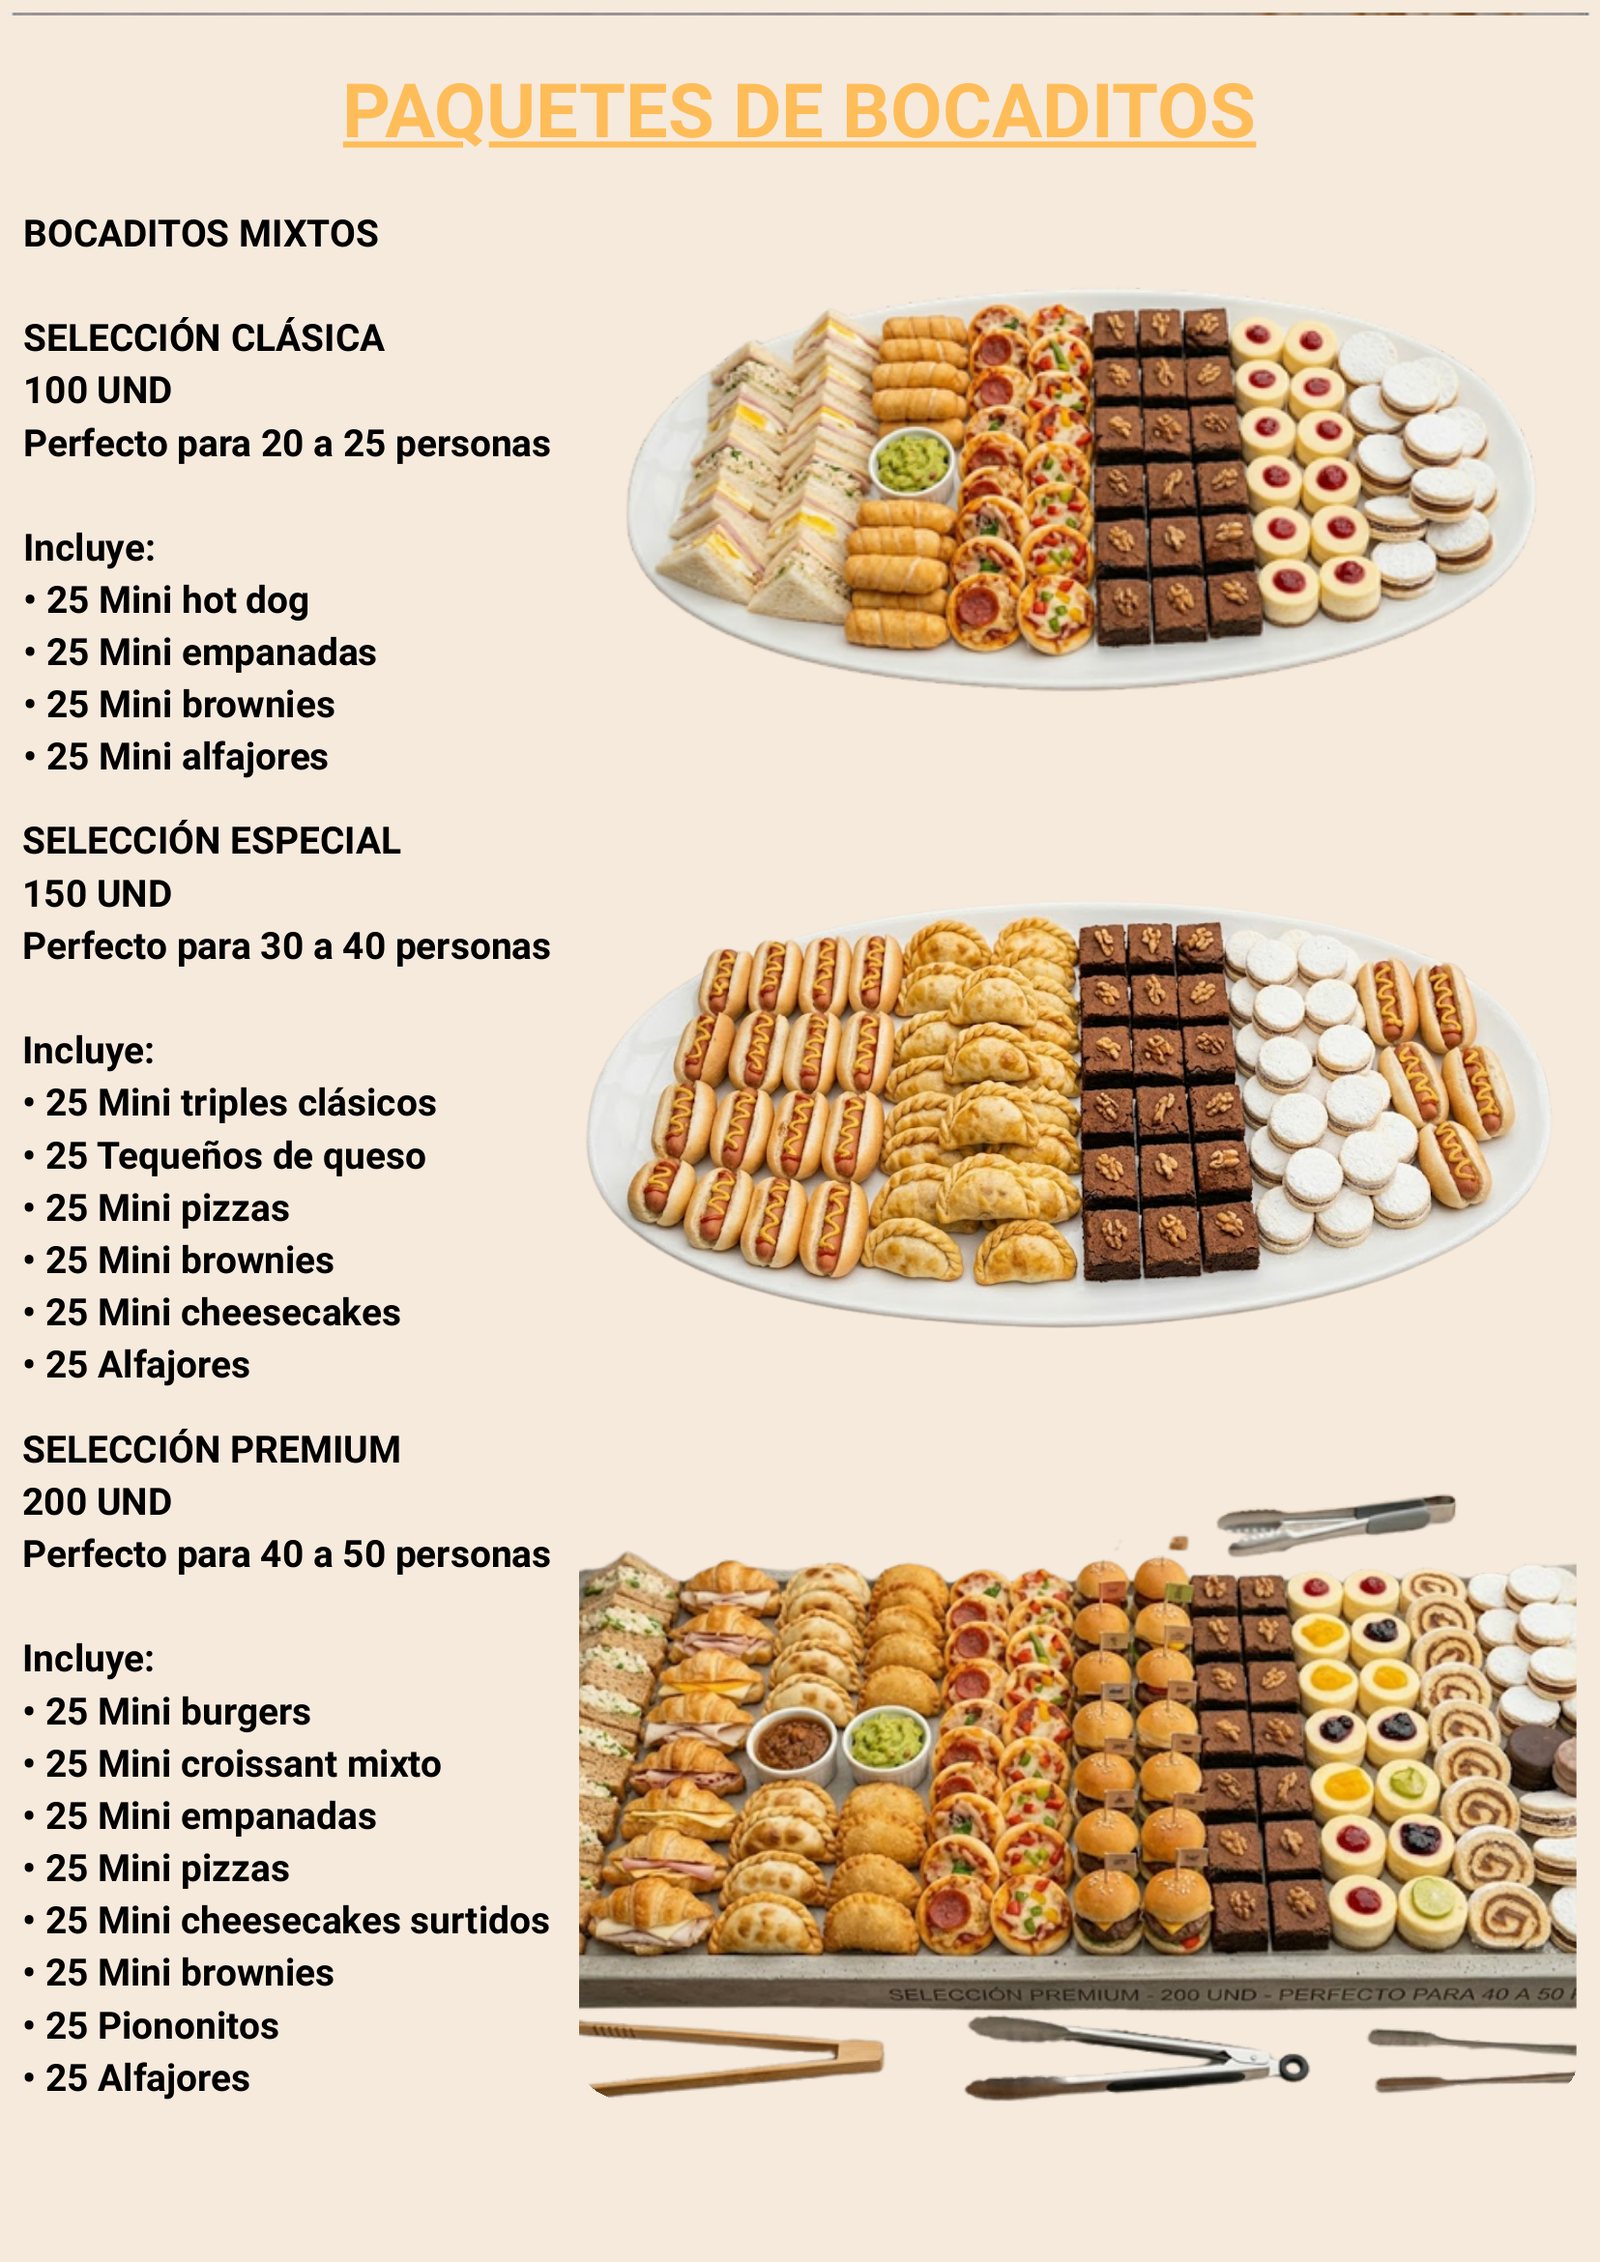 PAQUETES DE BOCADITOS
BOCADITOS MIXTOS
SELECCIÓN CLÁSICA
100 UND
Perfecto para 20 a 25 personas
Incluye:
• 25 Mini hot dog
• 25 Mini empanadas
• 25 Mini brownies
• 25 Mini alfajores
SELECCIÓN ESPECIAL
150 UND
Perfecto para 30 a 40 personas
Incluye:
• 25 Mini triples clásicos
• 25 Tequeños de queso
• 25 Mini pizzas
• 25 Mini brownies
• 25 Mini cheesecakes
• 25 Alfajores
SELECCIÓN PREMIUM
200 UND
Perfecto para 40 a 50 personas
Incluye:
• 25 Mini burgers
• 25 Mini croissant mixto
• 25 Mini empanadas
• 25 Mini pizzas
• 25 Mini cheesecakes surtidos
• 25 Mini brownies
• 25 Piononitos
• 25 Alfajores
SELECCIÓN PREMIUM - 200 UND - PERFECTO PARA 40 A 50